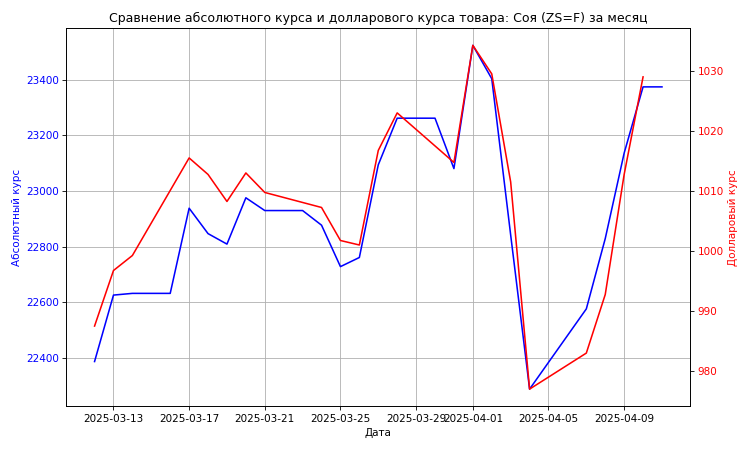 Сравнение абсолютного курса и долларового курса товара: Соя (ZS=F) за месяц
Абсолютный курс
23400
23200
23000
22800
22600
22400
1030
1020
1010
1000
990
980
Долларовый курс
2025-03-13 2025-03-17 2025-03-21 2025-03-25 2025-03-29 2025-04-01 2025-04-05 2025-04-09
Дата